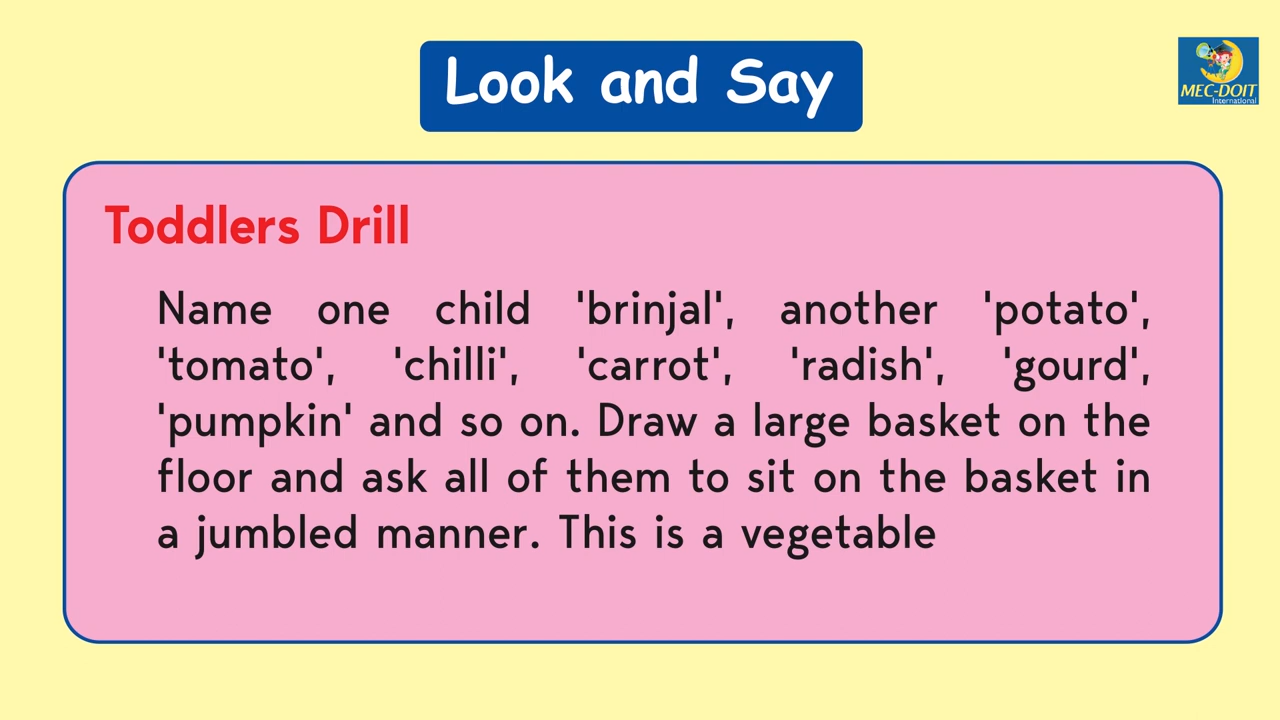 Look and Say
MEC-DOIT
International
Toddlers Drill
Name one child 'brinjal', another 'potato',
'tomato', 'chilli', 'carrot', 'radish', 'gourd',
'pumpkin' and so on. Draw a large basket on the
floor and ask all of them to sit on the basket in
a jumbled manner. This is a vegetable